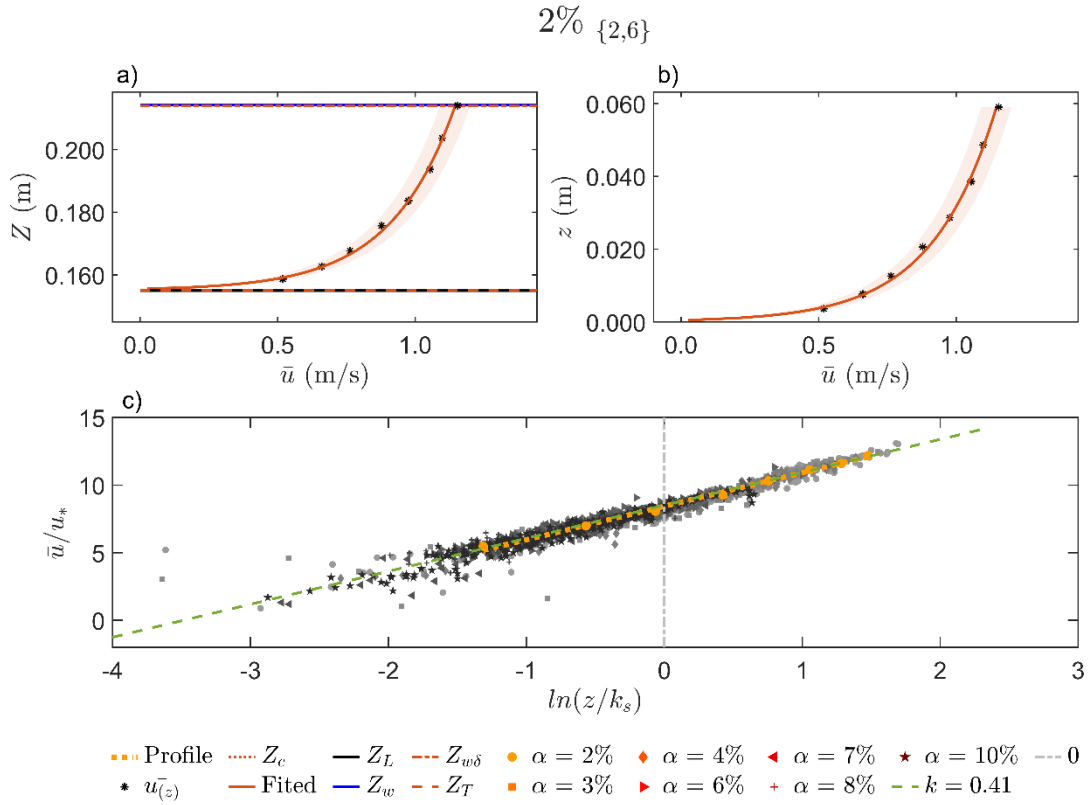 2% {2,6}
a)
b)
0.200
0.180
0.160
Z (m)
0.0
0.5
1.0
ū (m/s)
0.060
0.040
0.020
0.000
z (m)
0.0
0.5
1.0
ū (m/s)
c)
15
10
5
0
ū/u*
-4
-3
-2
-1
0
1
2
3
ln(z/ks)
Profile Zc ZL Zwδ α = 2% α = 4% α = 7% α = 10% 0
ū(z) Fited Zw ZT α = 3% α = 6% α = 8% k = 0.41